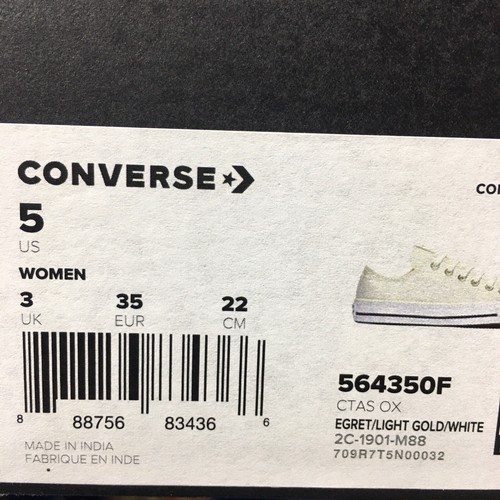 CONVERSE
5
US
WOMEN
3 35 22
UK EUR CM
8 88756 83436 6
MADE IN INDIA
FABRIQUE EN INDE
564350F
CTAS OX
EGRET/LIGHT GOLD/WHITE
2C-1901-M88
709R7T5N00032